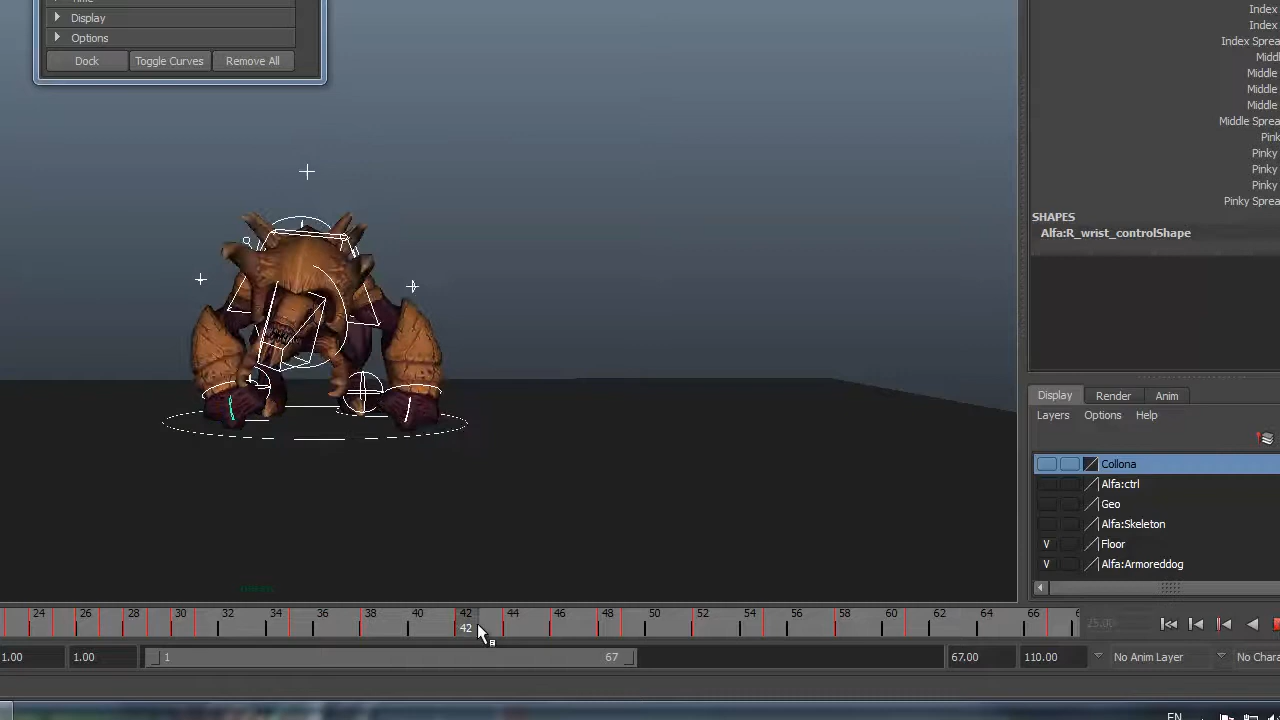 Time
Display
Options
Dock Toggle Curves Remove All
Index
Index
Index Sprea
Middl
Middle
Middle
Middle
Middle Sprea
Pink
Pinky
Pinky
Pinky
Pinky Sprea
SHAPES
Alfa:R_wrist_controlShape
Display Render Anim
Layers Options Help
Collona
Alfa:ctrl
Geo
Alfa:Skeleton
V Floor
V Alfa:Armoreddog
24 26 28 30 32 34 36 38 40 42 44 46 48 50 52 54 56 58 60 62 64 66 6
42
25.00
1.00 1.00 1 67 67.00 110.00 No Anim Layer No Chara
EN